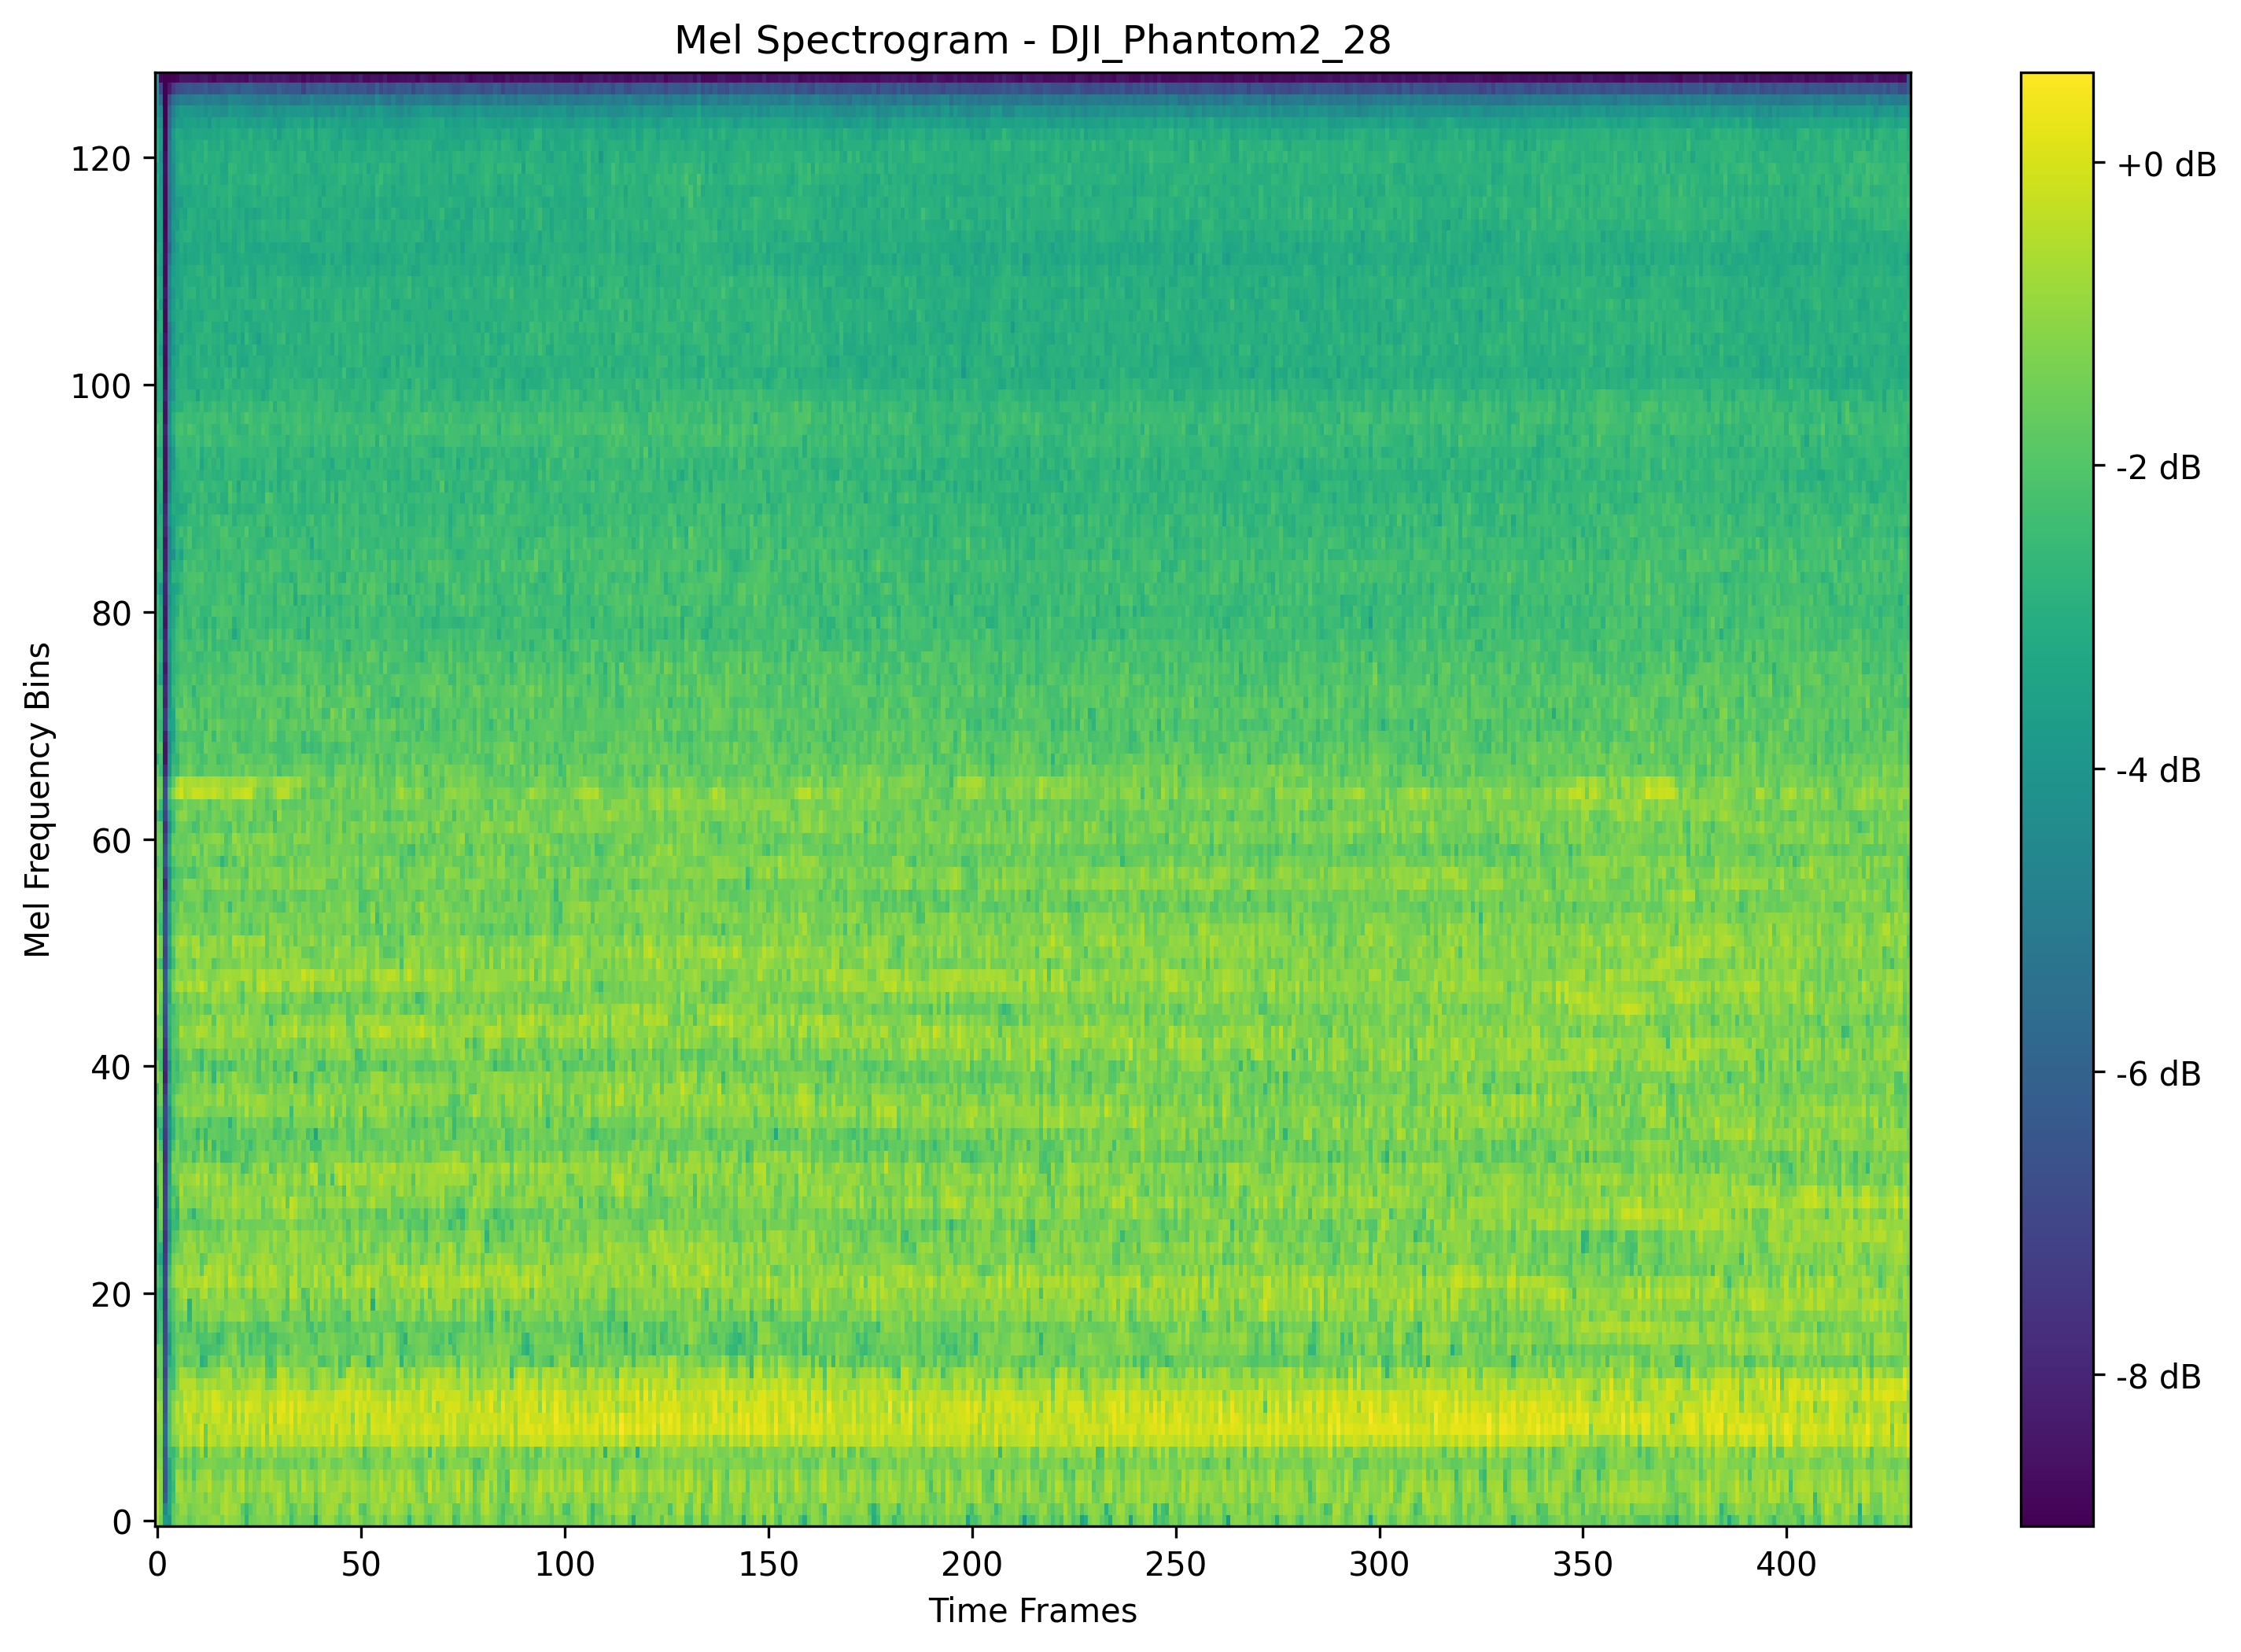 Mel Spectrogram - DJI_Phantom2_28
Mel Frequency Bins
120
100
80
60
40
20
0
0 50 100 150 200 250 300 350 400
Time Frames
+0 dB
-2 dB
-4 dB
-6 dB
-8 dB